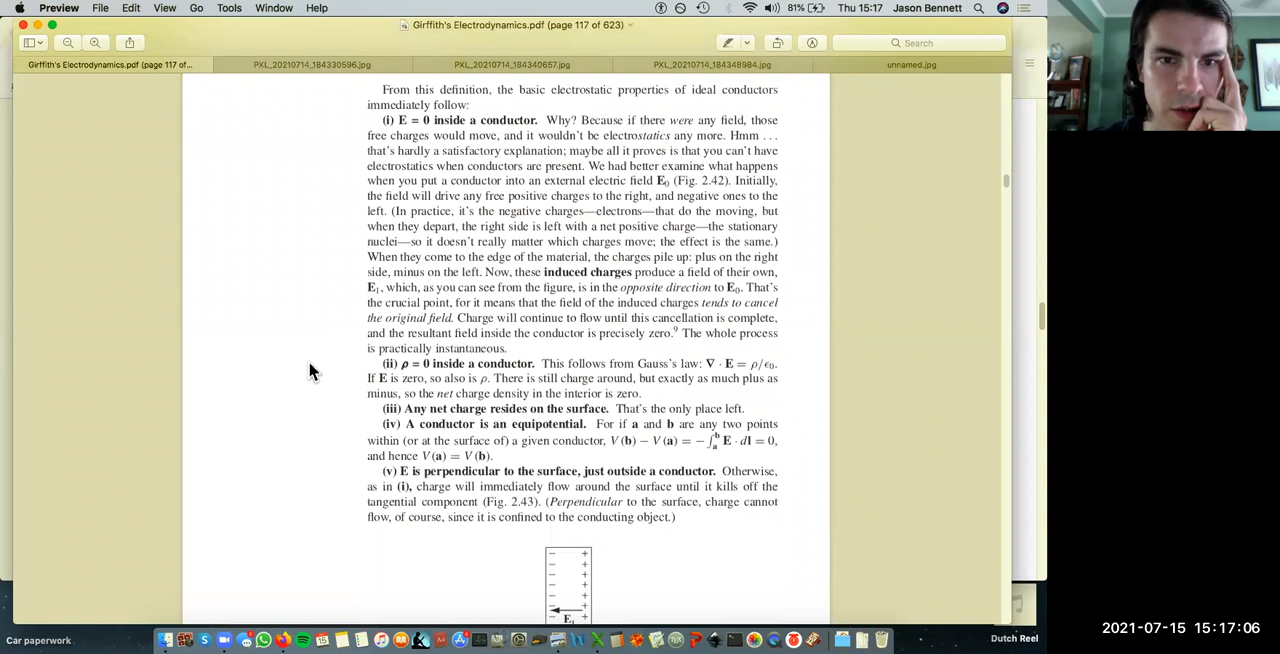 Preview File Edit View Go Tools Window Help 81% Thu 15:17 Jason Bennett
Girffith's Electrodynamics.pdf (page 117 of 623)
Search
Girffith's Electrodynamics.pdf (page 117 of... PXL_20210714_184330596.jpg PXL_20210714_184340657.jpg PXL_20210714_184348984.jpg unnamed.jpg
From this definition, the basic electrostatic properties of ideal conductors
immediately follow:
(i) E = 0 inside a conductor. Why? Because if there were any field, those
free charges would move, and it wouldn't be electrostatics any more. Hmm ...
that's hardly a satisfactory explanation; maybe all it proves is that you can't have
electrostatics when conductors are present. We had better examine what happens
when you put a conductor into an external electric field E₀ (Fig. 2.42). Initially,
the field will drive any free positive charges to the right, and negative ones to the
left. (In practice, it's the negative charges—electrons—that do the moving, but
when they depart, the right side is left with a net positive charge—the stationary
nuclei—so it doesn't really matter which charges move; the effect is the same.)
When they come to the edge of the material, the charges pile up: plus on the right
side, minus on the left. Now, these induced charges produce a field of their own,
E₁, which, as you can see from the figure, is in the opposite direction to E₀. That's
the crucial point, for it means that the field of the induced charges tends to cancel
the original field. Charge will continue to flow until this cancellation is complete,
and the resultant field inside the conductor is precisely zero.⁹ The whole process
is practically instantaneous.
(ii) ρ = 0 inside a conductor. This follows from Gauss's law: ∇ · E = ρ/ϵ₀.
If E is zero, so also is ρ. There is still charge around, but exactly as much plus as
minus, so the net charge density in the interior is zero.
(iii) Any net charge resides on the surface. That's the only place left.
(iv) A conductor is an equipotential. For if a and b are any two points
within (or at the surface of) a given conductor, V(b) − V(a) = −∫ₐᵇ E · dl = 0,
and hence V(a) = V(b).
(v) E is perpendicular to the surface, just outside a conductor. Otherwise,
as in (i), charge will immediately flow around the surface until it kills off the
tangential component (Fig. 2.43). (Perpendicular to the surface, charge cannot
flow, of course, since it is confined to the conducting object.)
− +
− +
− +
− +
− +
− +
− +
E₁
Car paperwork
Dutch Reel
2021-07-15 15:17:06